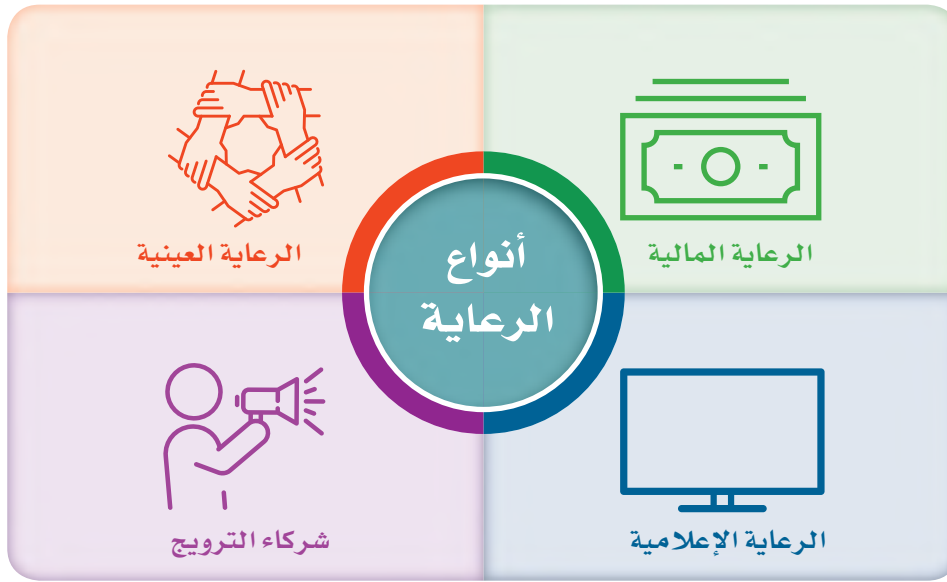 أنواع
الرعاية
الرعاية المالية
الرعاية العينية
الرعاية الإعلامية
شركاء الترويج